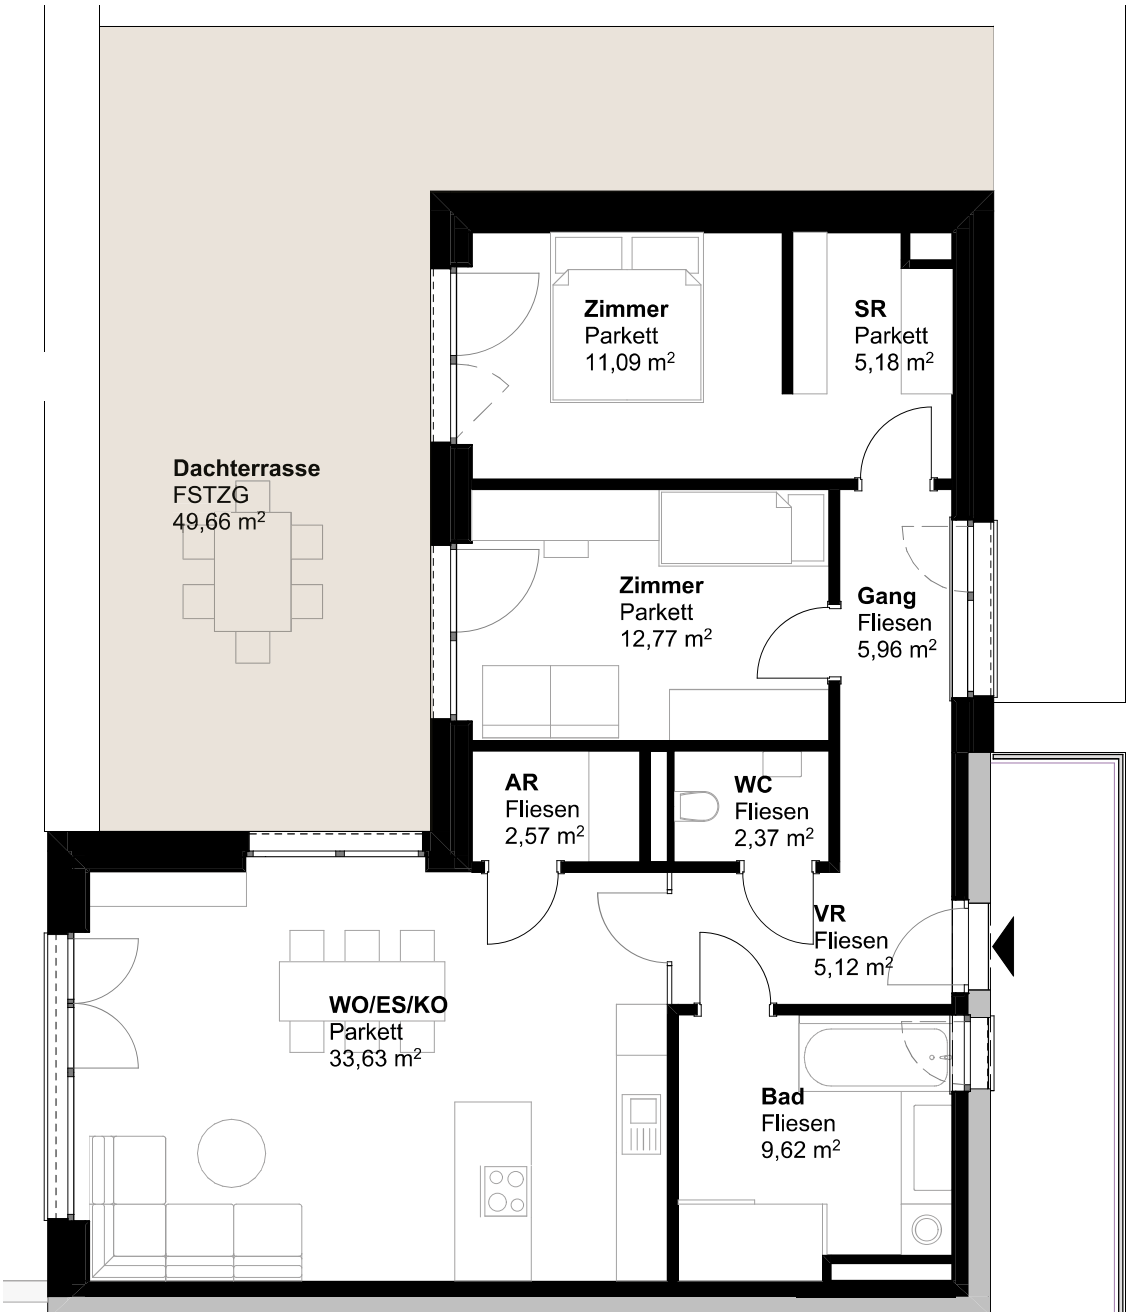 Zimmer
Parkett
11,09 m²
SR
Parkett
5,18 m²
Dachterrasse
FSTZG
49,66 m²
Zimmer
Parkett
12,77 m²
Gang
Fliesen
5,96 m²
AR
Fliesen
2,57 m²
WC
Fliesen
2,37 m²
VR
Fliesen
5,12 m²
WO/ES/KO
Parkett
33,63 m²
Bad
Fliesen
9,62 m²